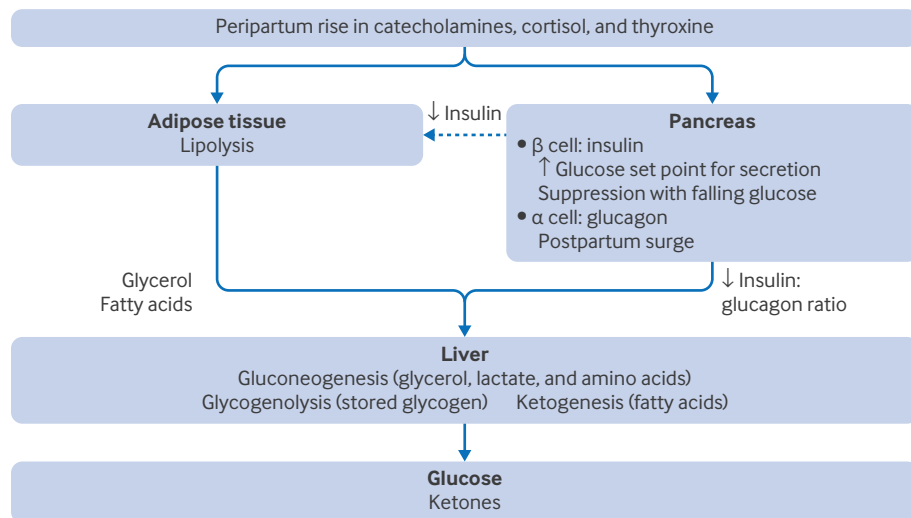 Peripartum rise in catecholamines, cortisol, and thyroxine
Adipose tissue
Lipolysis
↓ Insulin
Pancreas
• β cell: insulin
↑ Glucose set point for secretion
Suppression with falling glucose
• α cell: glucagon
Postpartum surge
Glycerol
Fatty acids
↓ Insulin:
glucagon ratio
Liver
Gluconeogenesis (glycerol, lactate, and amino acids)
Glycogenolysis (stored glycogen) Ketogenesis (fatty acids)
Glucose
Ketones